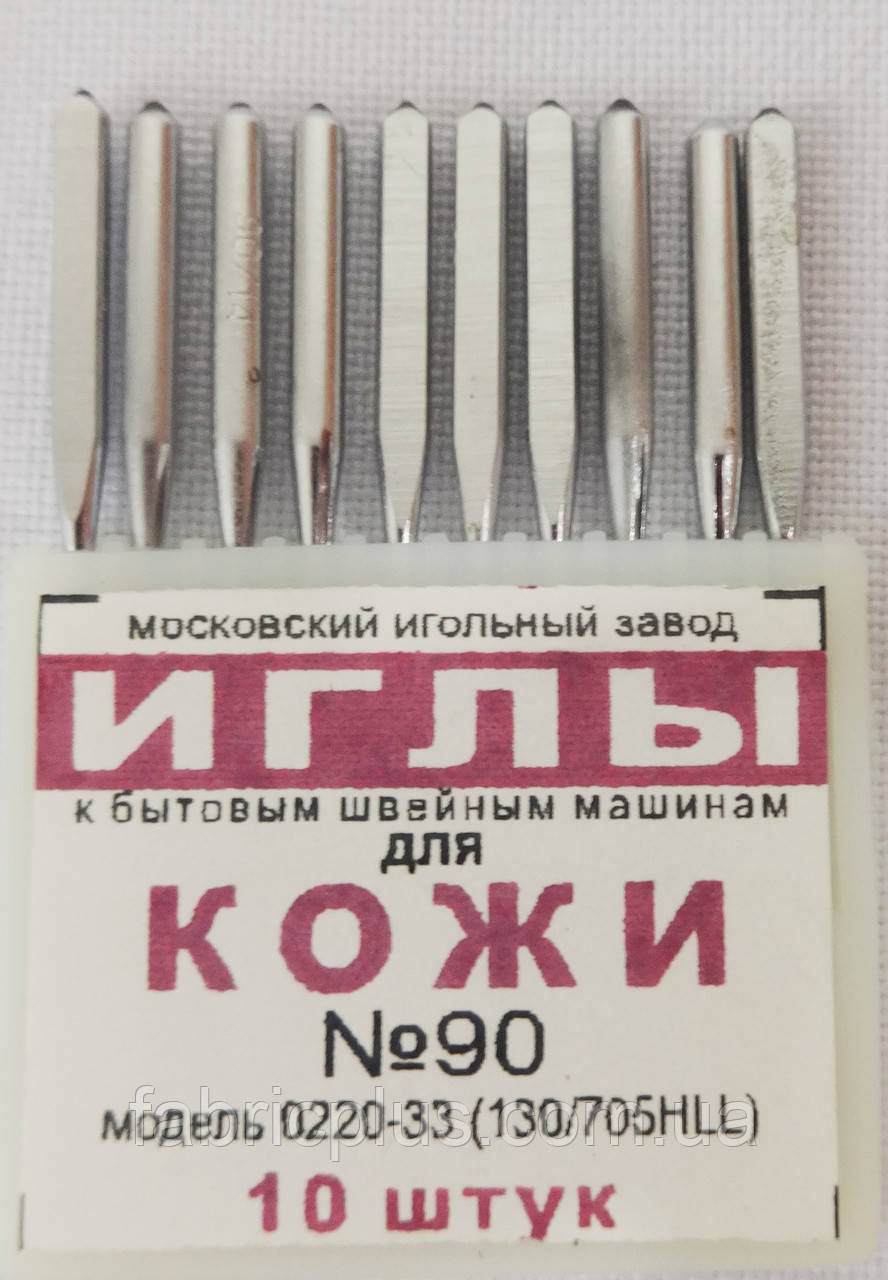 МОСКОВСКИЙ ИГОЛЬНЫЙ ЗАВОД
ИГЛЫ
К БЫТОВЫМ ШВЕЙНЫМ МАШИНАМ
ДЛЯ
КОЖИ
№90
модель 0220-33 (130/705HLL)
fabricplus.com.ua
10 штук